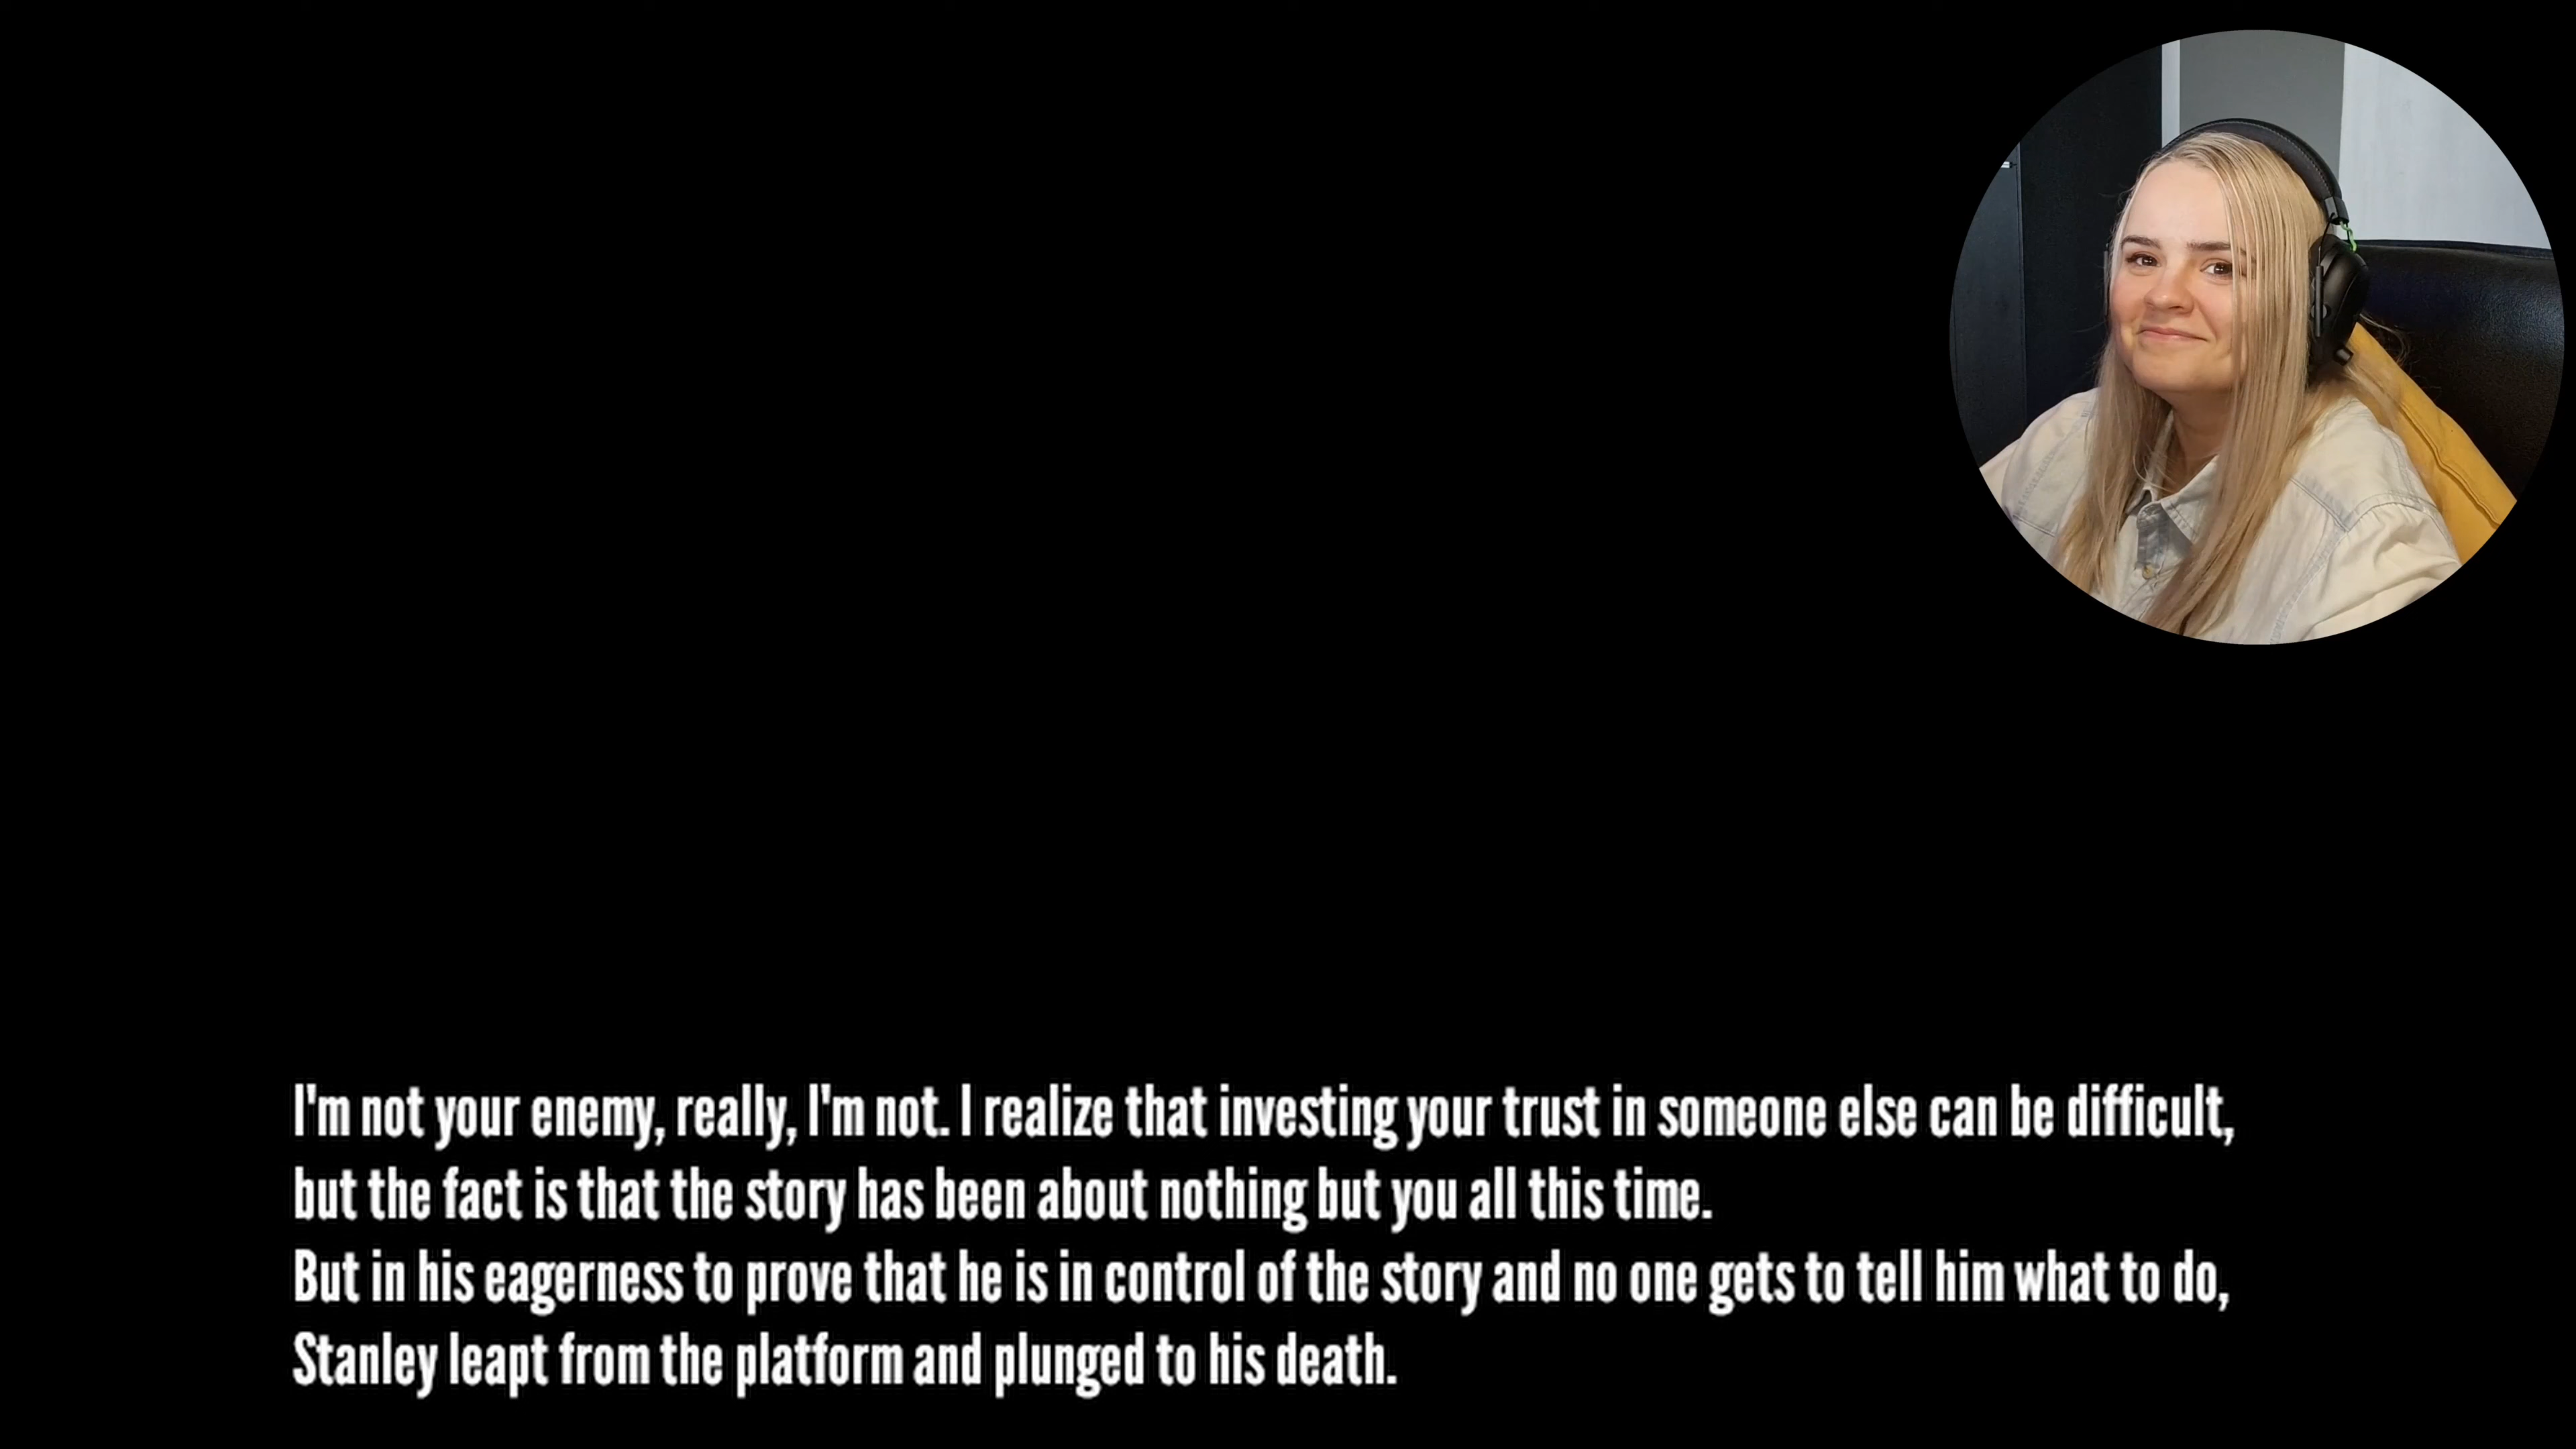 I'm not your enemy, really, I'm not. I realize that investing your trust in someone else can be difficult,
but the fact is that the story has been about nothing but you all this time.
But in his eagerness to prove that he is in control of the story and no one gets to tell him what to do,
Stanley leapt from the platform and plunged to his death.